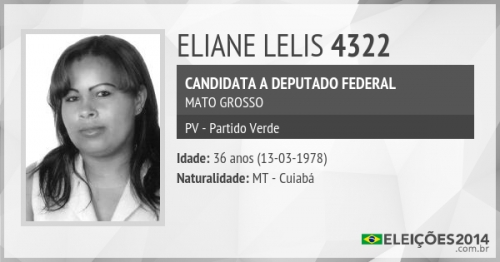 ELIANE LELIS 4322
CANDIDATA A DEPUTADO FEDERAL
MATO GROSSO
PV - Partido Verde
Idade: 36 anos (13-03-1978)
Naturalidade: MT - Cuiabá
ELEIÇÕES2014
.com.br